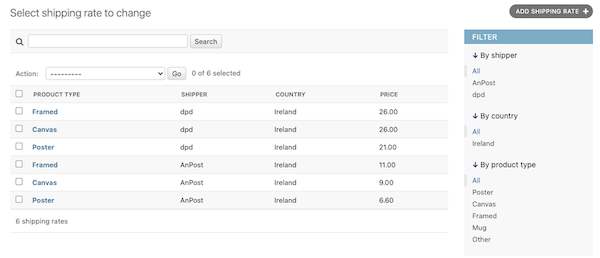 Select shipping rate to change
ADD SHIPPING RATE +
Search
Action: --------- Go 0 of 6 selected
PRODUCT TYPE SHIPPER COUNTRY PRICE
Framed dpd Ireland 26.00
Canvas dpd Ireland 26.00
Poster dpd Ireland 21.00
Framed AnPost Ireland 11.00
Canvas AnPost Ireland 9.00
Poster AnPost Ireland 6.60
6 shipping rates
FILTER
↓ By shipper
All
AnPost
dpd
↓ By country
All
Ireland
↓ By product type
All
Poster
Canvas
Framed
Mug
Other